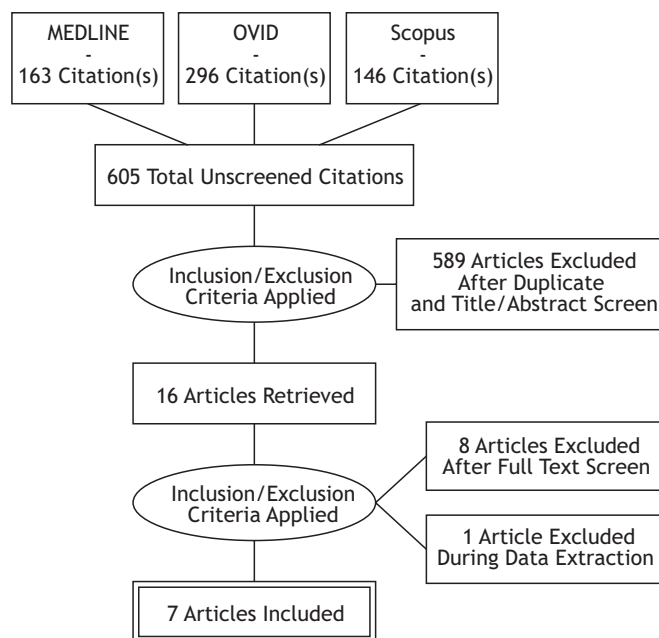 MEDLINE
-
163 Citation(s)
OVID
-
296 Citation(s)
Scopus
-
146 Citation(s)
605 Total Unscreened Citations
Inclusion/Exclusion
Criteria Applied
589 Articles Excluded
After Duplicate
and Title/Abstract Screen
16 Articles Retrieved
Inclusion/Exclusion
Criteria Applied
8 Articles Excluded
After Full Text Screen
1 Article Excluded
During Data Extraction
7 Articles Included